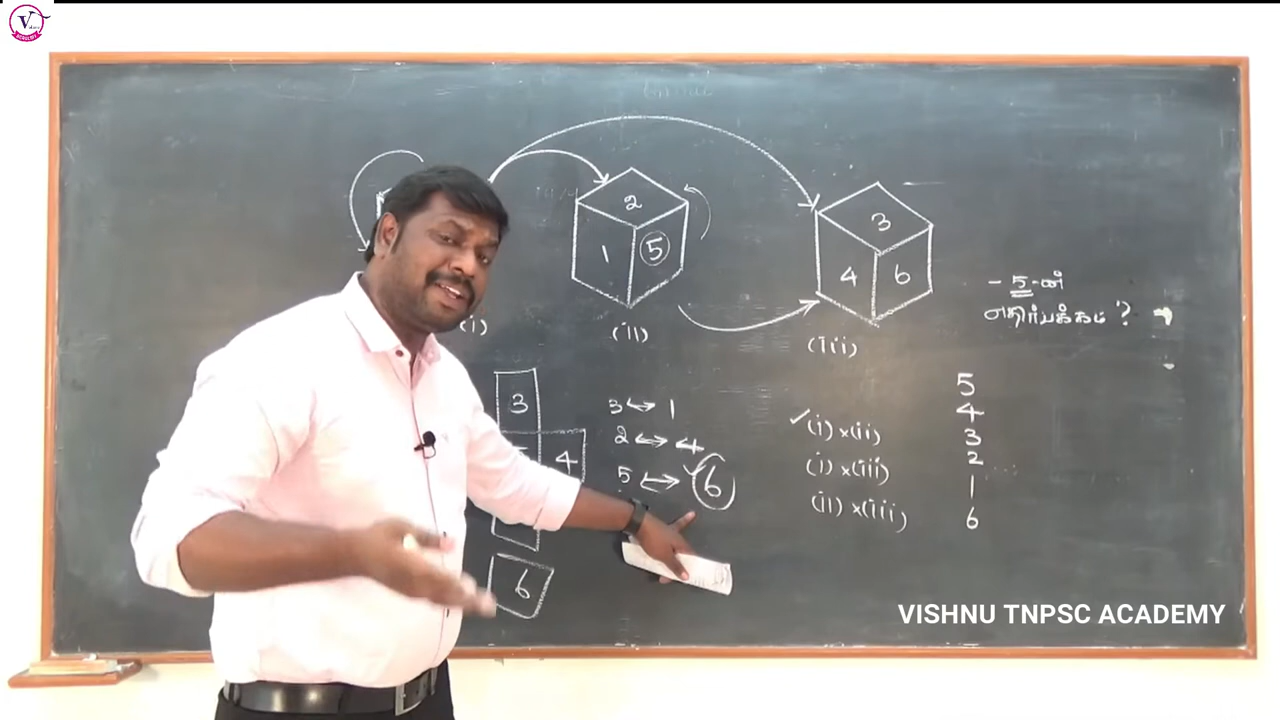 V
ACADEMY
2
1 5
(i)
(ii)
3
4 6
(iii)
- 5-ன்
எதிர்பக்கம் ?
3
4
6
3 ↔ 1
2 ↔ 4
5 ↔ 6
✓(i) x (ii)
(i) x (iii)
(ii) x (iii)
5
4
3
2
1
6
VISHNU TNPSC ACADEMY